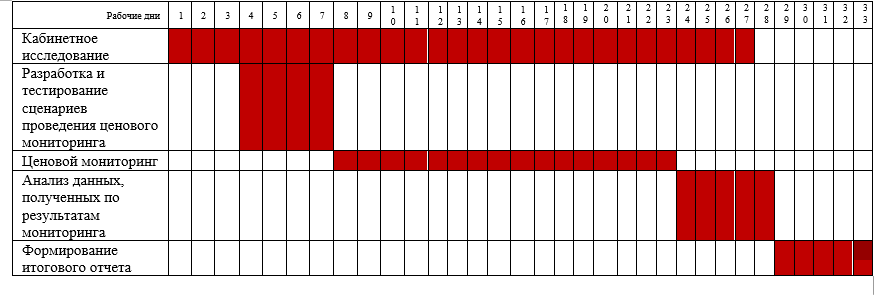 Рабочие дни 1 2 3 4 5 6 7 8 9 10 11 12 13 14 15 16 17 18 19 20 21 22 23 24 25 26 27 28 29 30 31 32 33
Кабинетное
исследование
Разработка и
тестирование
сценариев
проведения ценового
мониторинга
Ценовой мониторинг
Анализ данных,
полученных по
результатам
мониторинга
Формирование
итогового отчета